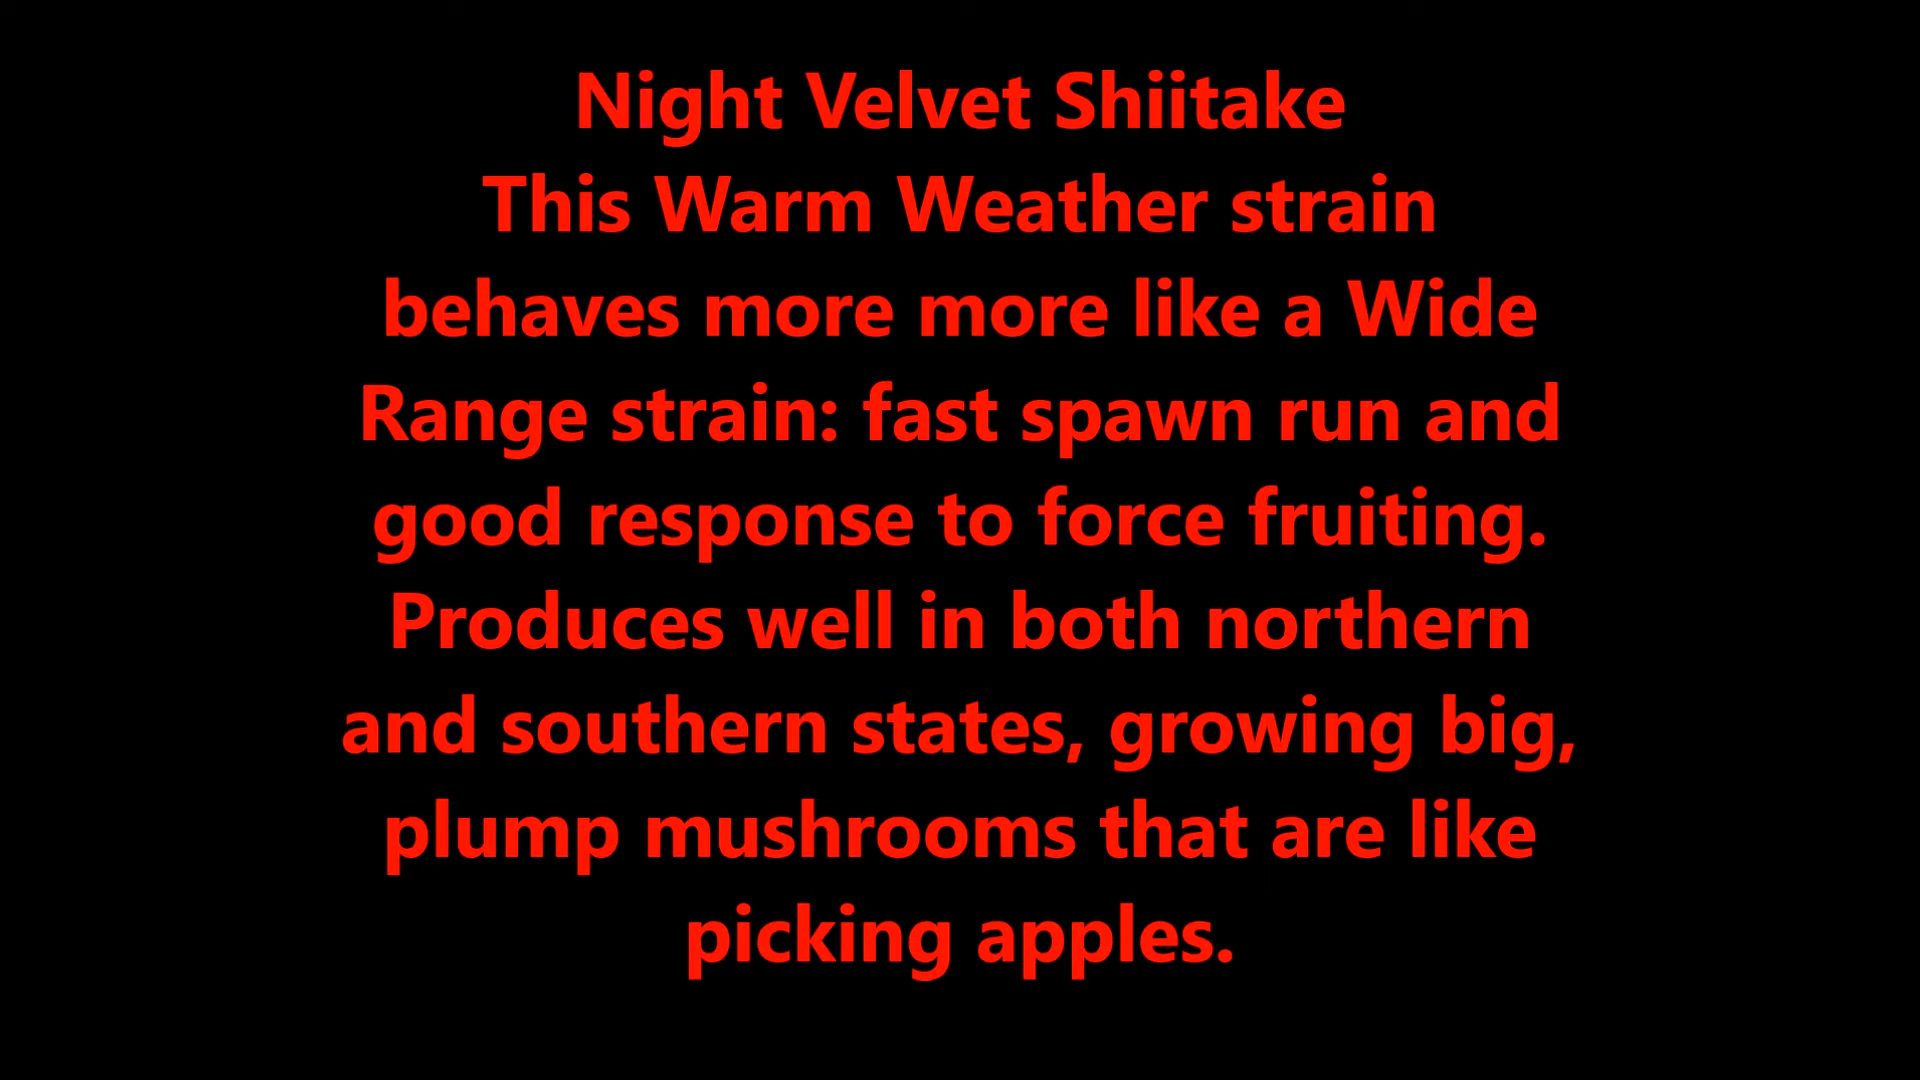 Night Velvet Shiitake
This Warm Weather strain
behaves more more like a Wide
Range strain: fast spawn run and
good response to force fruiting.
Produces well in both northern
and southern states, growing big,
plump mushrooms that are like
picking apples.